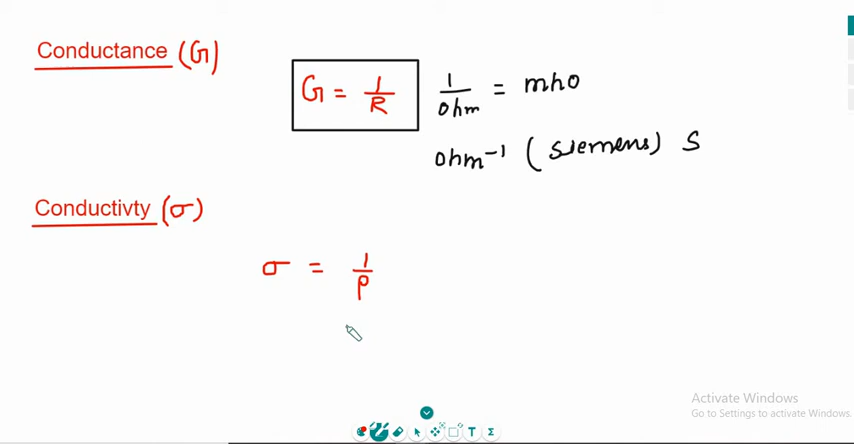 Conductance (G)
G = 1/R
1/ohm = mho
ohm⁻¹ (Siemens) S
Conductivty (σ)
σ = 1/ρ
Activate Windows
Go to Settings to activate Windows.
T Σ